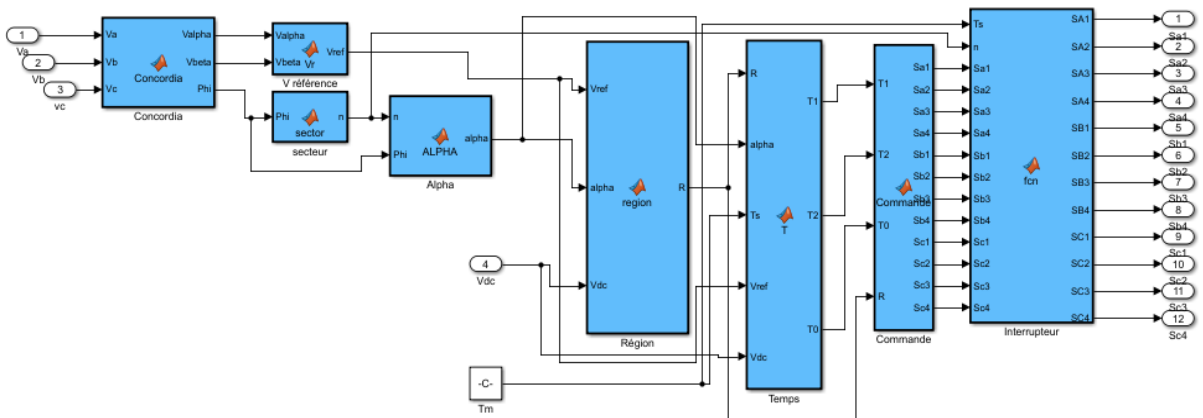 1
Va
2
Vb
3
vc
Va
Vb
Vc
Concordia
Valpha
Vbeta
Phi
Concordia
Valpha
Vbeta
Vr
Vref
V référence
Phi
sector
n
secteur
n
Phi
ALPHA
alpha
Alpha
4
Vdc
-C-
Tm
Vref
alpha
Vdc
region
R
Région
R
alpha
Ts
Vref
Vdc
T
T1
T2
T0
Temps
T1
T2
T0
R
Commande
Sa1
Sa2
Sa3
Sa4
Sb1
Sb2
Sb3
Sb4
Sc1
Sc2
Sc3
Sc4
Commande
Ts
n
Sa1
Sa2
Sa3
Sa4
Sb1
Sb2
Sb3
Sb4
Sc1
Sc2
Sc3
Sc4
fcn
SA1
SA2
SA3
SA4
SB1
SB2
SB3
SB4
SC1
SC2
SC3
SC4
Interrupteur
1
Sa1
2
Sa2
3
Sa3
4
Sa4
5
Sb1
6
Sb2
7
Sb3
8
Sb4
9
Sc1
10
Sc2
11
Sc3
12
Sc4